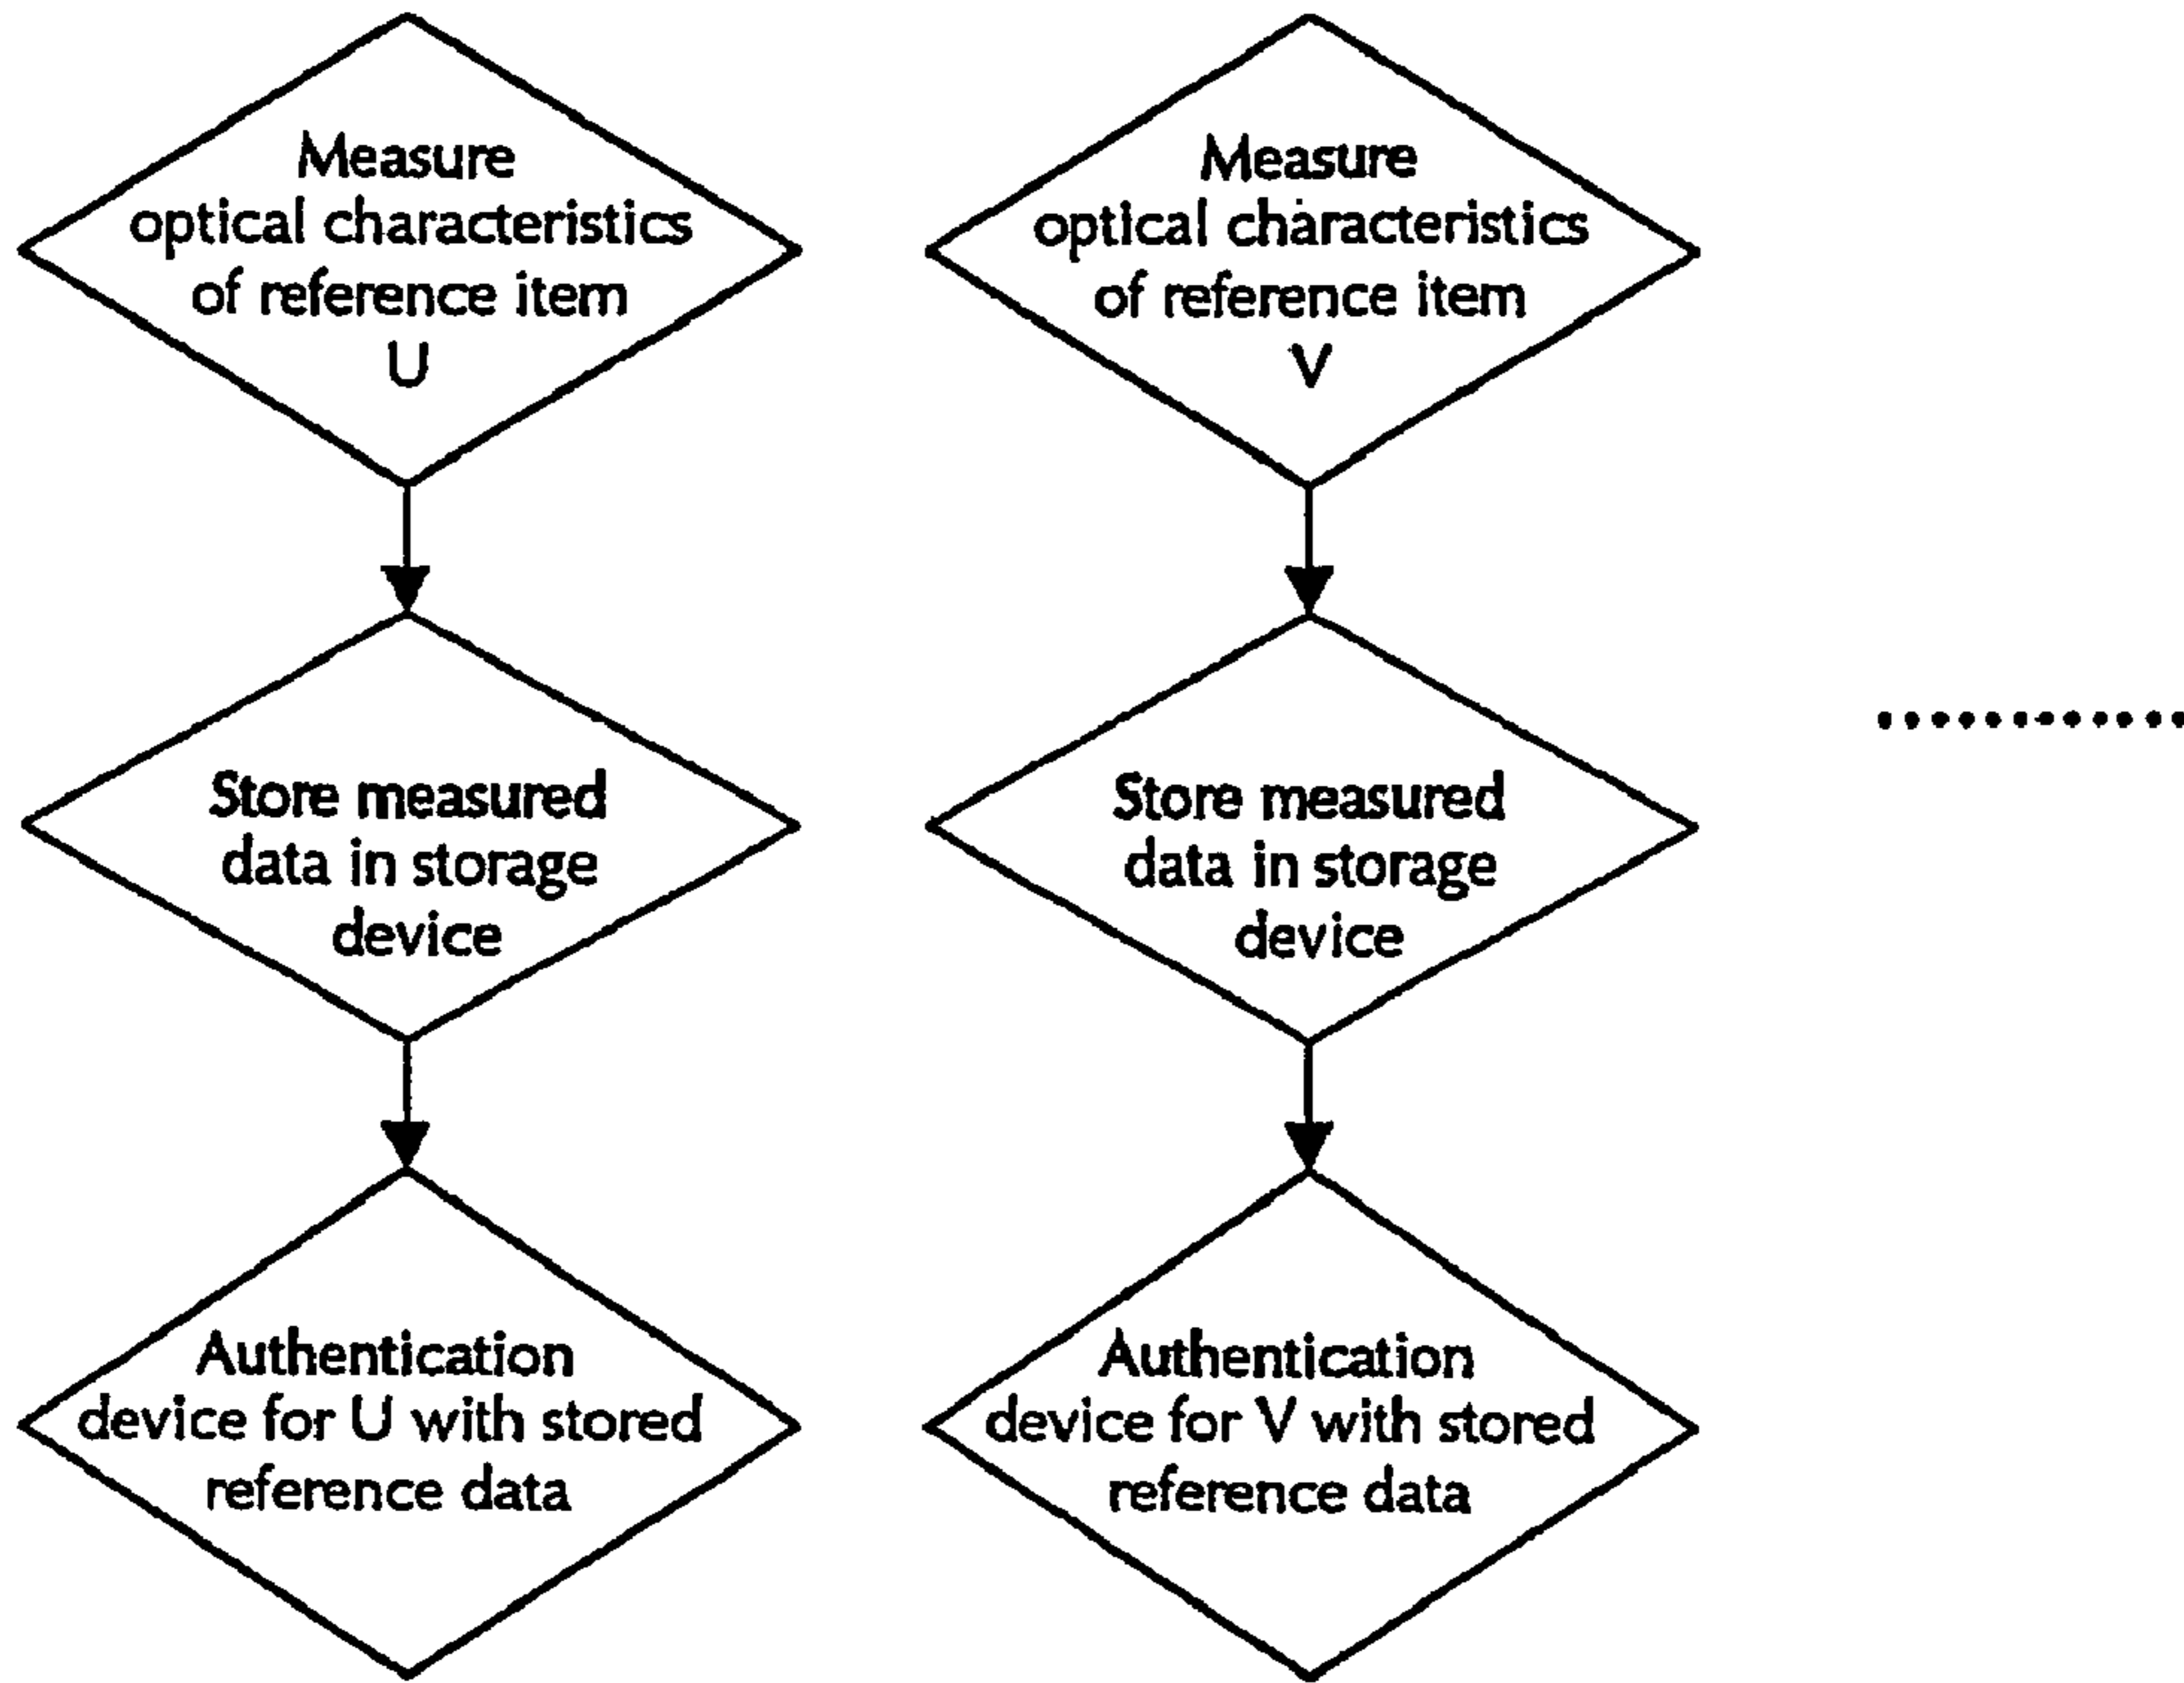 Measure
optical characteristics
of reference item
U
Store measured
data in storage
device
Authentication
device for U with stored
reference data
Measure
optical characteristics
of reference item
V
Store measured
data in storage
device
Authentication
device for V with stored
reference data
............